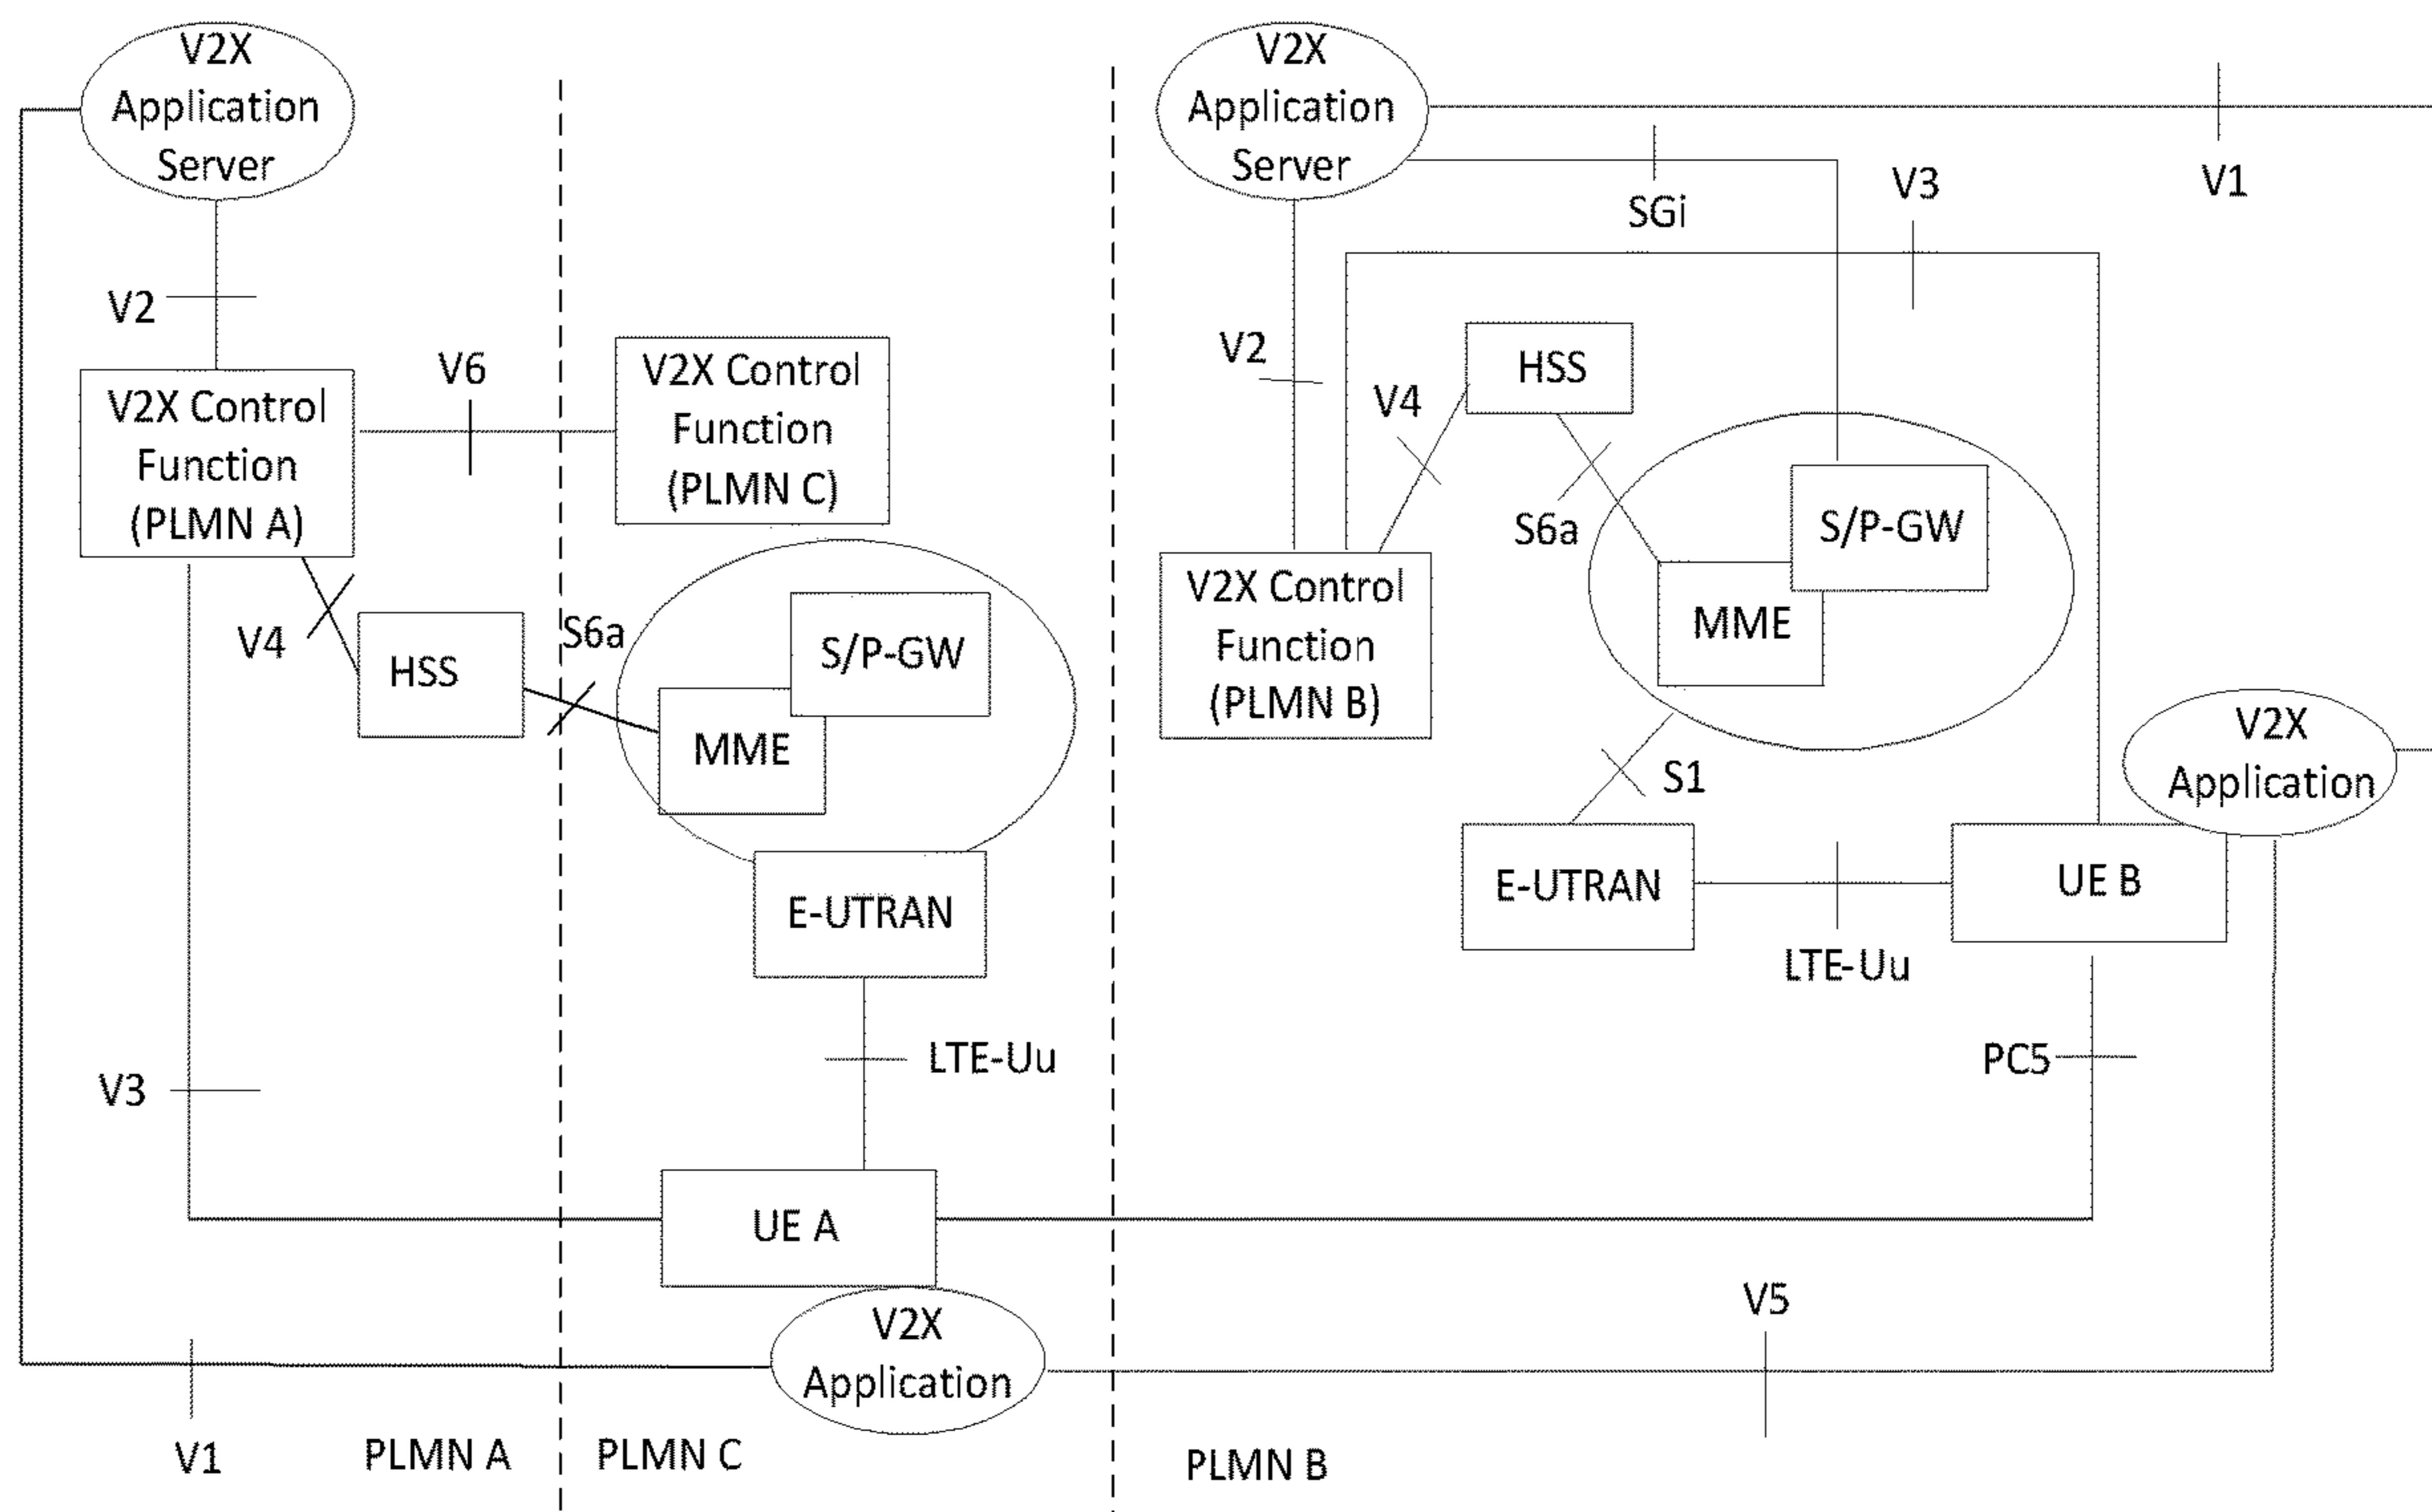 V2X
Application
Server
V2
V2X Control
Function
(PLMN A)
V6
V2X Control
Function
(PLMN C)
V4
HSS
S6a
S/P-GW
MME
E-UTRAN
LTE-Uu
V3
UE A
V2X
Application
V1
PLMN A
PLMN C
V2X
Application
Server
SGi
V3
V1
V2
V4
HSS
S6a
S/P-GW
MME
V2X Control
Function
(PLMN B)
S1
V2X
Application
E-UTRAN
UE B
LTE-Uu
PC5
V5
PLMN B